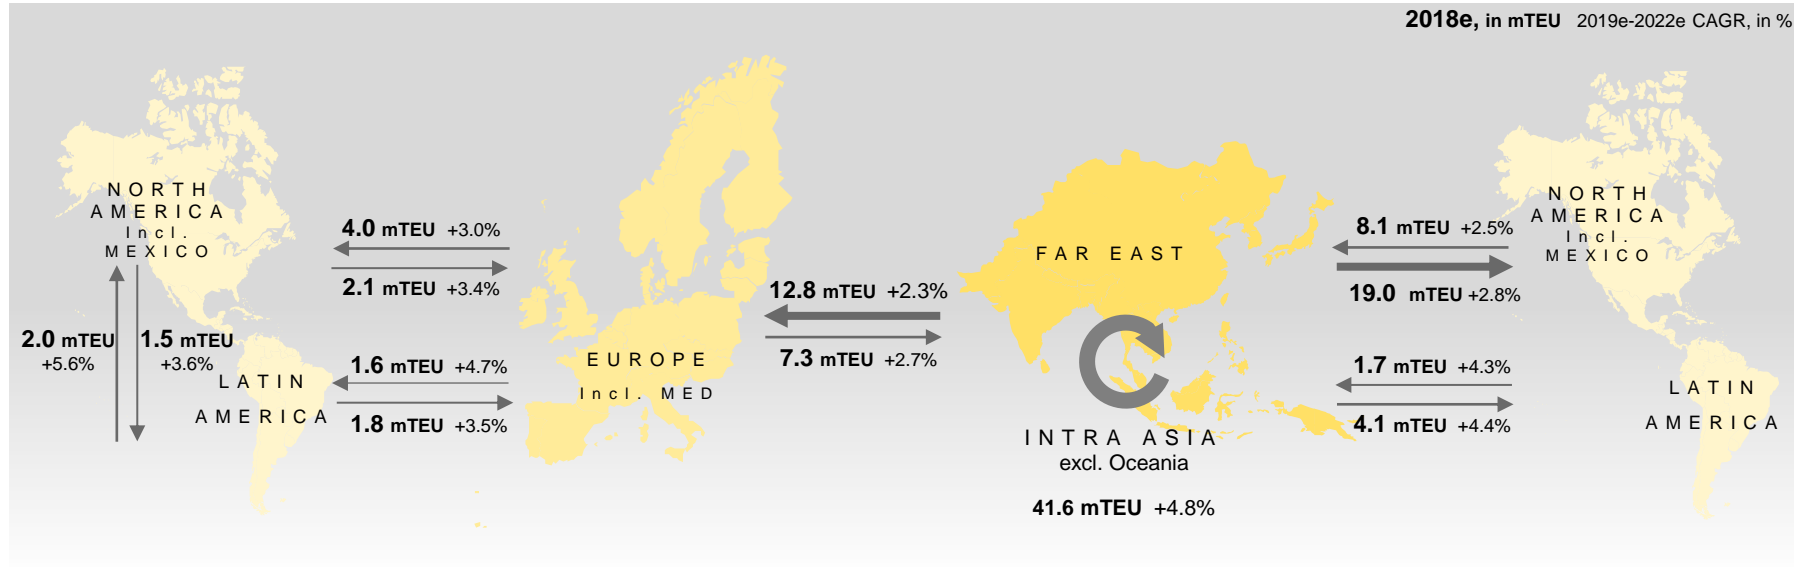 2018e, in mTEU 2019e-2022e CAGR, in %
NORTH
AMERICA
Incl.
MEXICO
4.0 mTEU +3.0%
2.1 mTEU +3.4%
2.0 mTEU
+5.6%
1.5 mTEU
+3.6%
LATIN
AMERICA
1.6 mTEU +4.7%
1.8 mTEU +3.5%
EUROPE
Incl. MED
12.8 mTEU +2.3%
7.3 mTEU +2.7%
FAR EAST
INTRA ASIA
excl. Oceania
41.6 mTEU +4.8%
8.1 mTEU +2.5%
19.0 mTEU +2.8%
NORTH
AMERICA
Incl.
MEXICO
1.7 mTEU +4.3%
4.1 mTEU +4.4%
LATIN
AMERICA